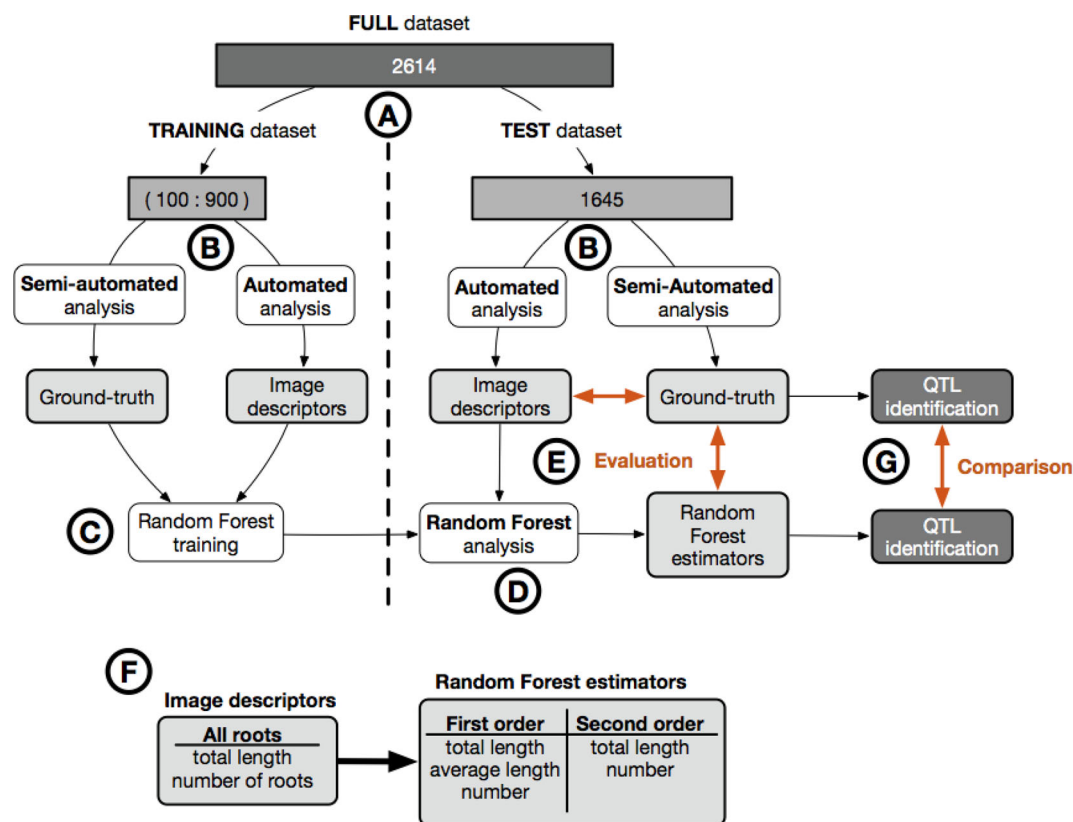 FULL dataset
2614
A
TRAINING dataset
TEST dataset
( 100 : 900 )
1645
B
B
Semi-automated
analysis
Automated
analysis
Automated
analysis
Semi-Automated
analysis
Ground-truth
Image
descriptors
Image
descriptors
Ground-truth
QTL
identification
E
Evaluation
G
Comparison
C
Random Forest
training
Random Forest
analysis
Random
Forest
estimators
QTL
identification
D
F
Image descriptors
All roots
total length
number of roots
Random Forest estimators
First order
total length
average length
number
Second order
total length
number